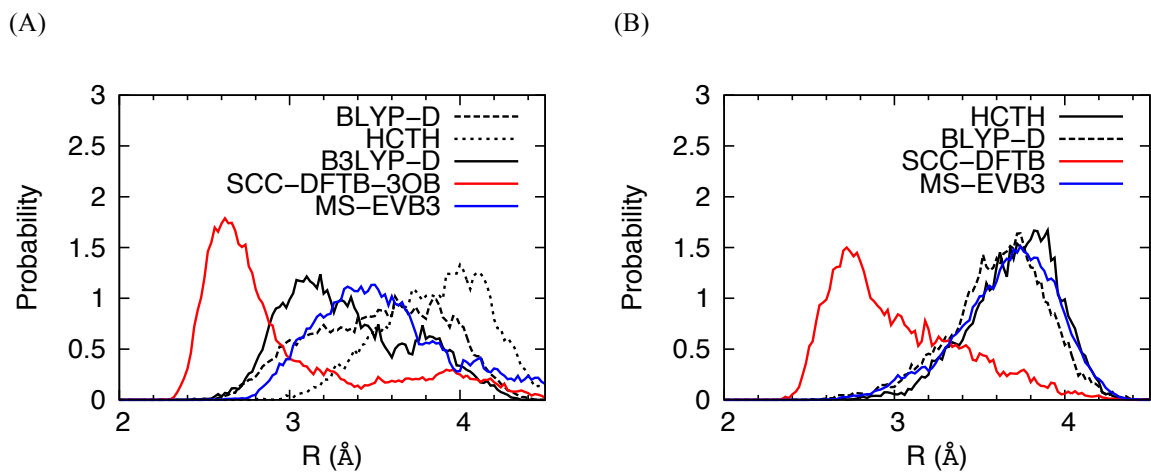 (A)
3
2.5
2
1.5
1
0.5
0
Probability
BLYP−D
HCTH
B3LYP−D
SCC−DFTB−3OB
MS−EVB3
2 3 4
R (Å)
(B)
3
2.5
2
1.5
1
0.5
0
Probability
HCTH
BLYP−D
SCC−DFTB
MS−EVB3
2 3 4
R (Å)